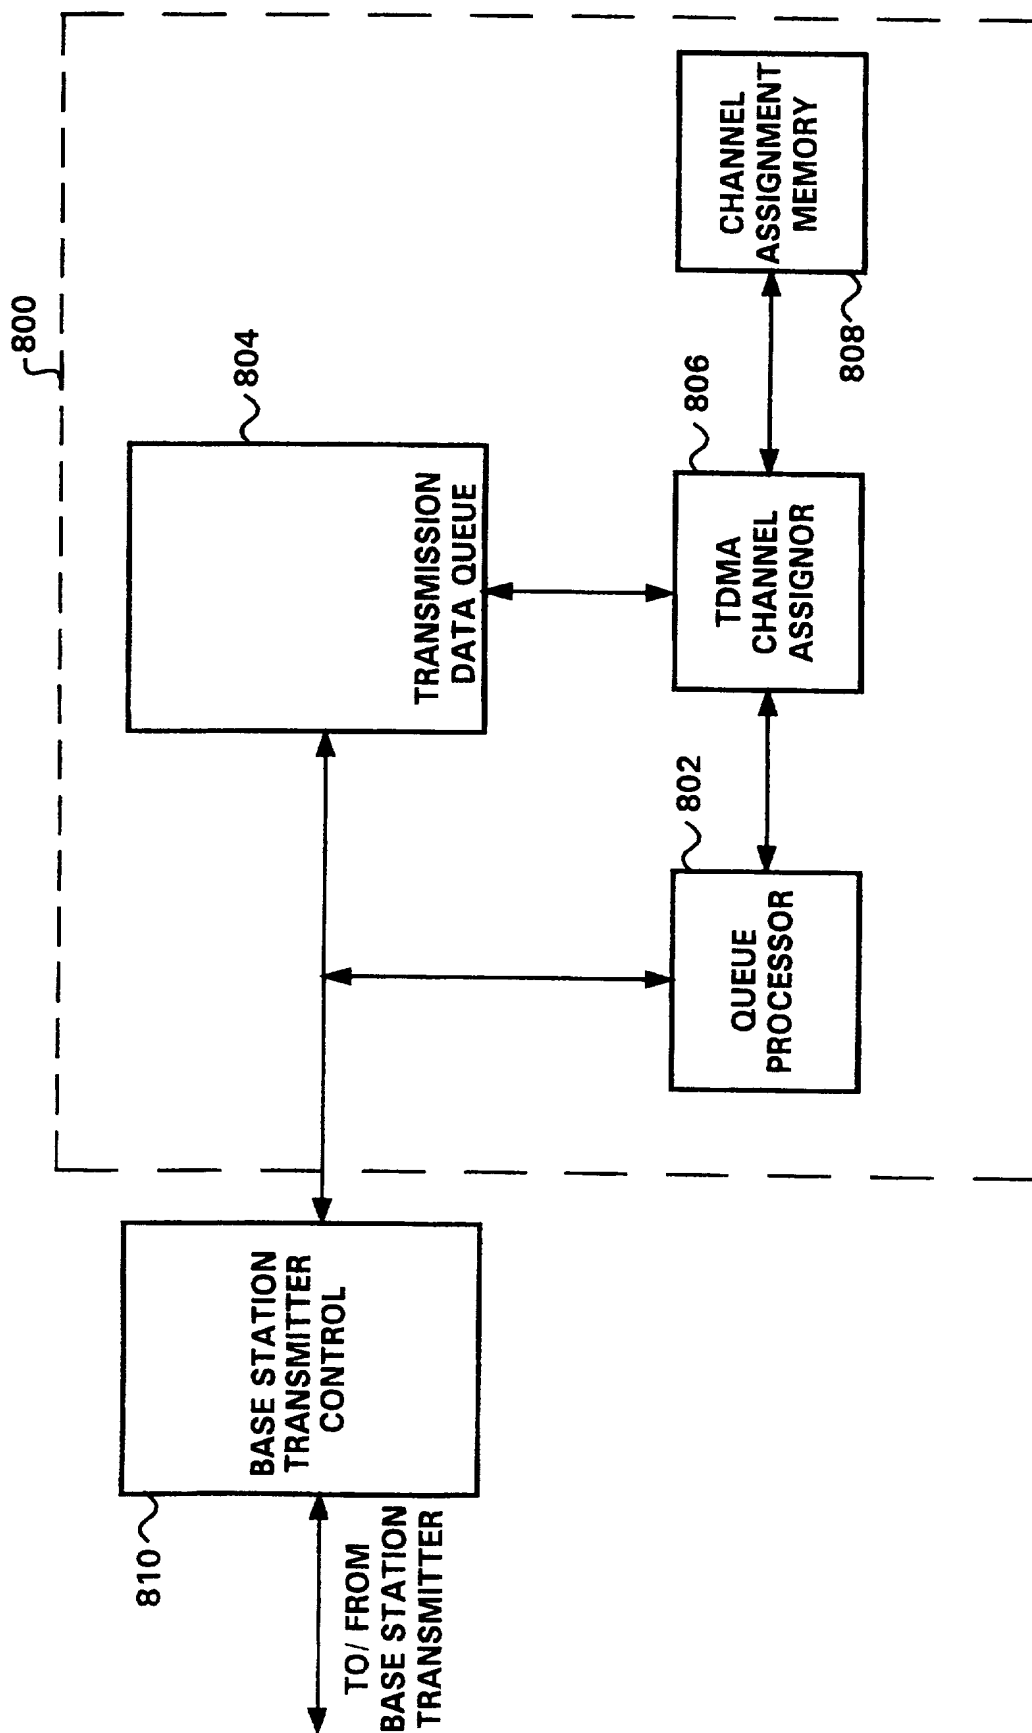 800
810
BASE STATION
TRANSMITTER
CONTROL
TO/ FROM
BASE STATION
TRANSMITTER
804
TRANSMISSION
DATA QUEUE
802
QUEUE
PROCESSOR
806
TDMA
CHANNEL
ASSIGNOR
808
CHANNEL
ASSIGNMENT
MEMORY